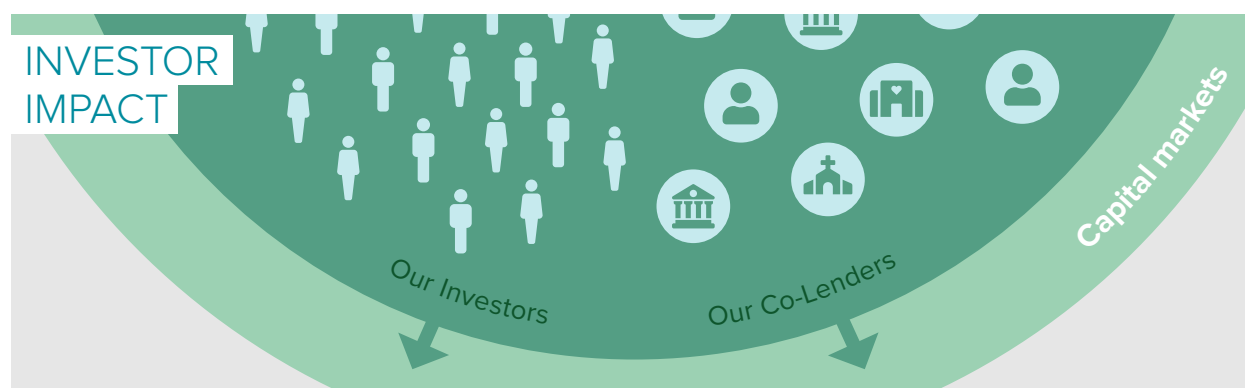 INVESTOR
IMPACT
Capital markets
Our Investors
Our Co-Lenders